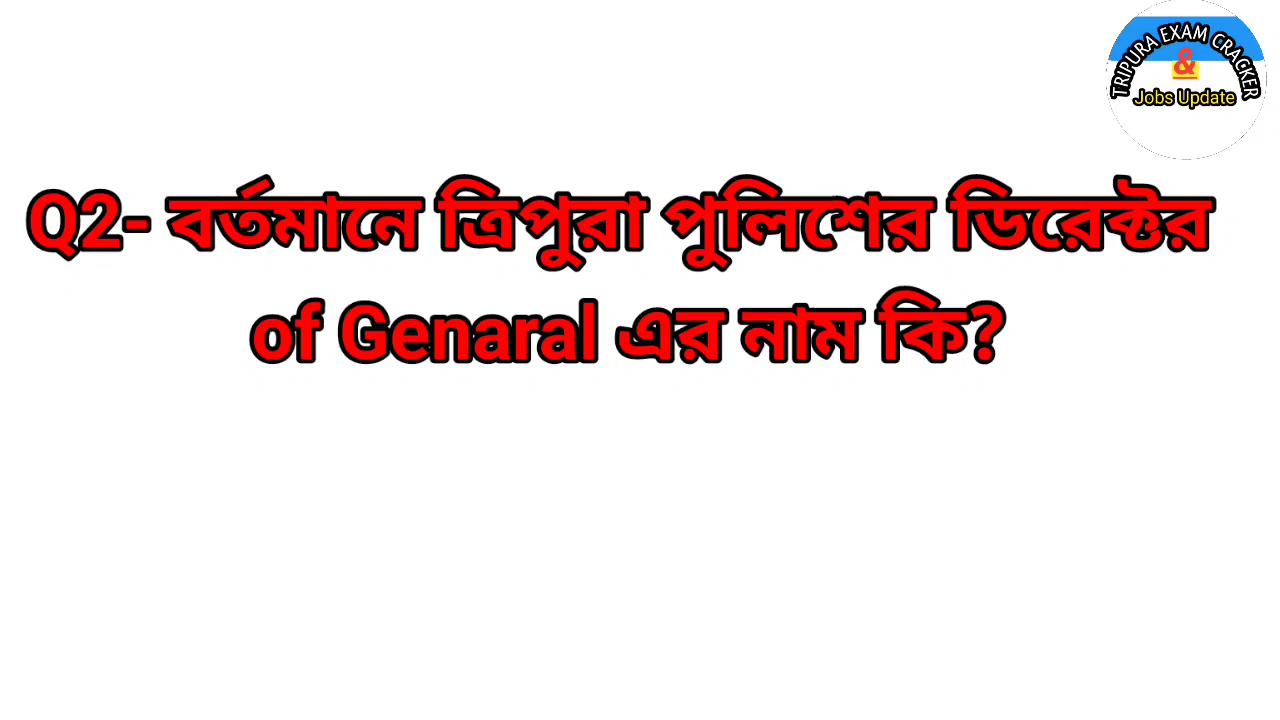 TRIPURA EXAM CRACKER
&
Jobs Update
Q2- বর্তমানে ত্রিপুরা পুলিশের ডিরেক্টর
of Genaral এর নাম কি?